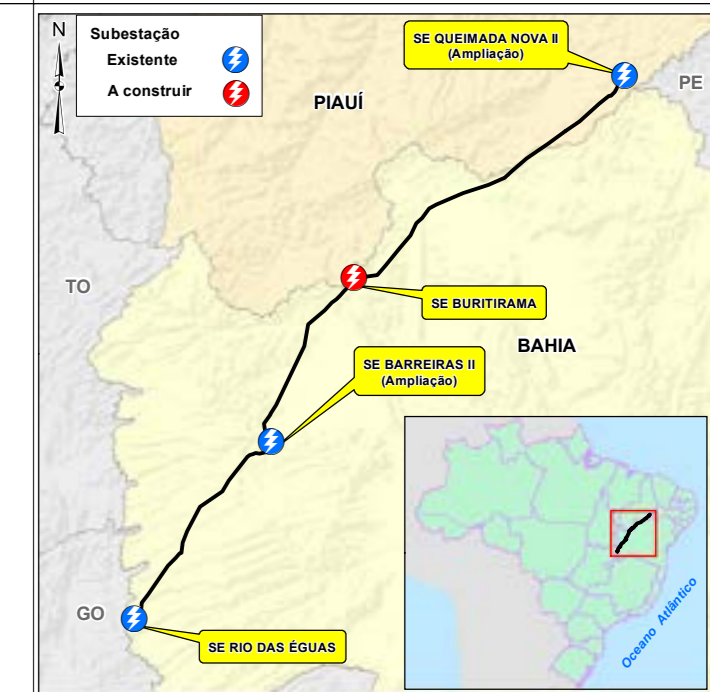 N
Subestação
Existente
A construir
SE QUEIMADA NOVA II
(Ampliação)
PE
PIAUÍ
TO
SE BURITIRAMA
BAHIA
SE BARREIRAS II
(Ampliação)
GO
SE RIO DAS ÉGUAS
Oceano Atlântico